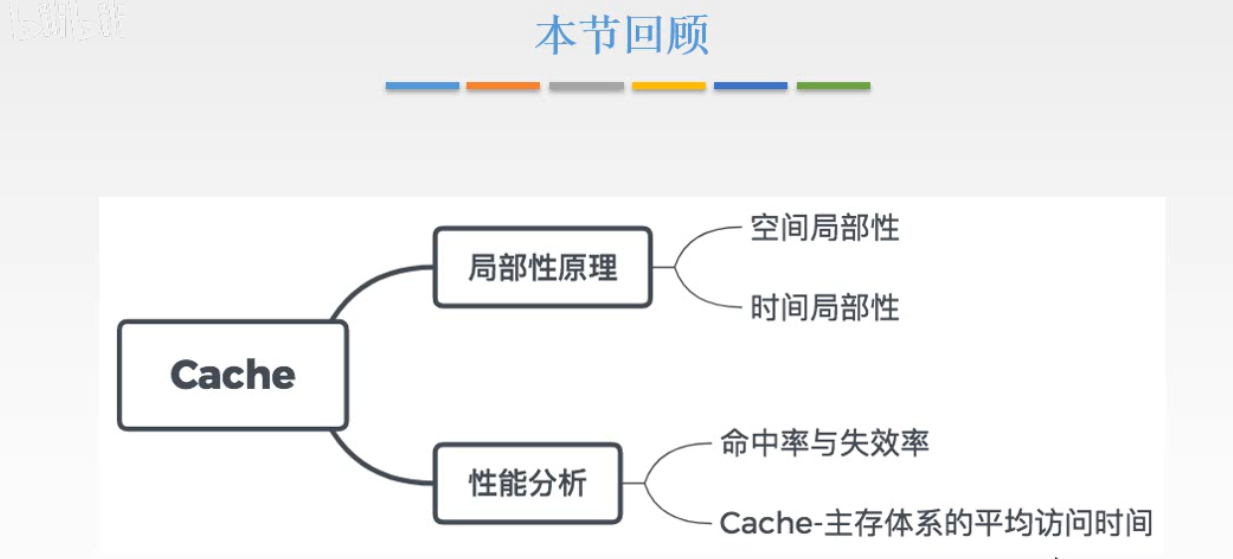 bilibili
本节回顾
空间局部性
局部性原理
时间局部性
Cache
命中率与失效率
性能分析
Cache-主存体系的平均访问时间